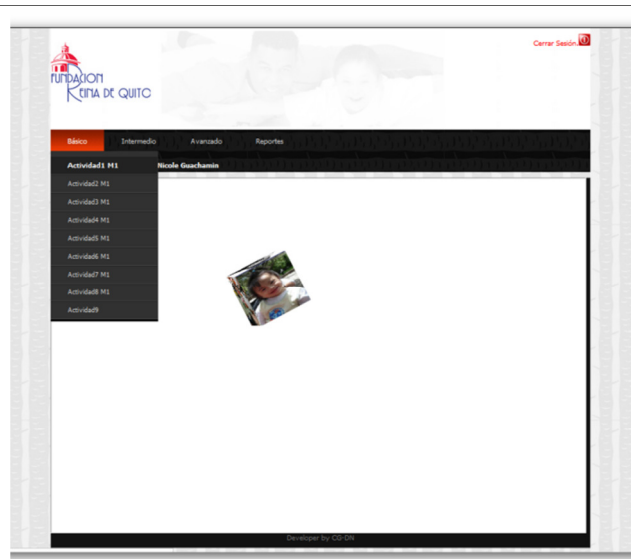 Cerrar Sesión
FUNDACION
REINA DE QUITO
Básico Intermedio Avanzado Reportes
Actividad1 M1 Nicole Guachamin
Actividad2 M1
Actividad3 M1
Actividad4 M1
Actividad5 M1
Actividad6 M1
Actividad7 M1
Actividad8 M1
Actividad9
Developer by CG-DN